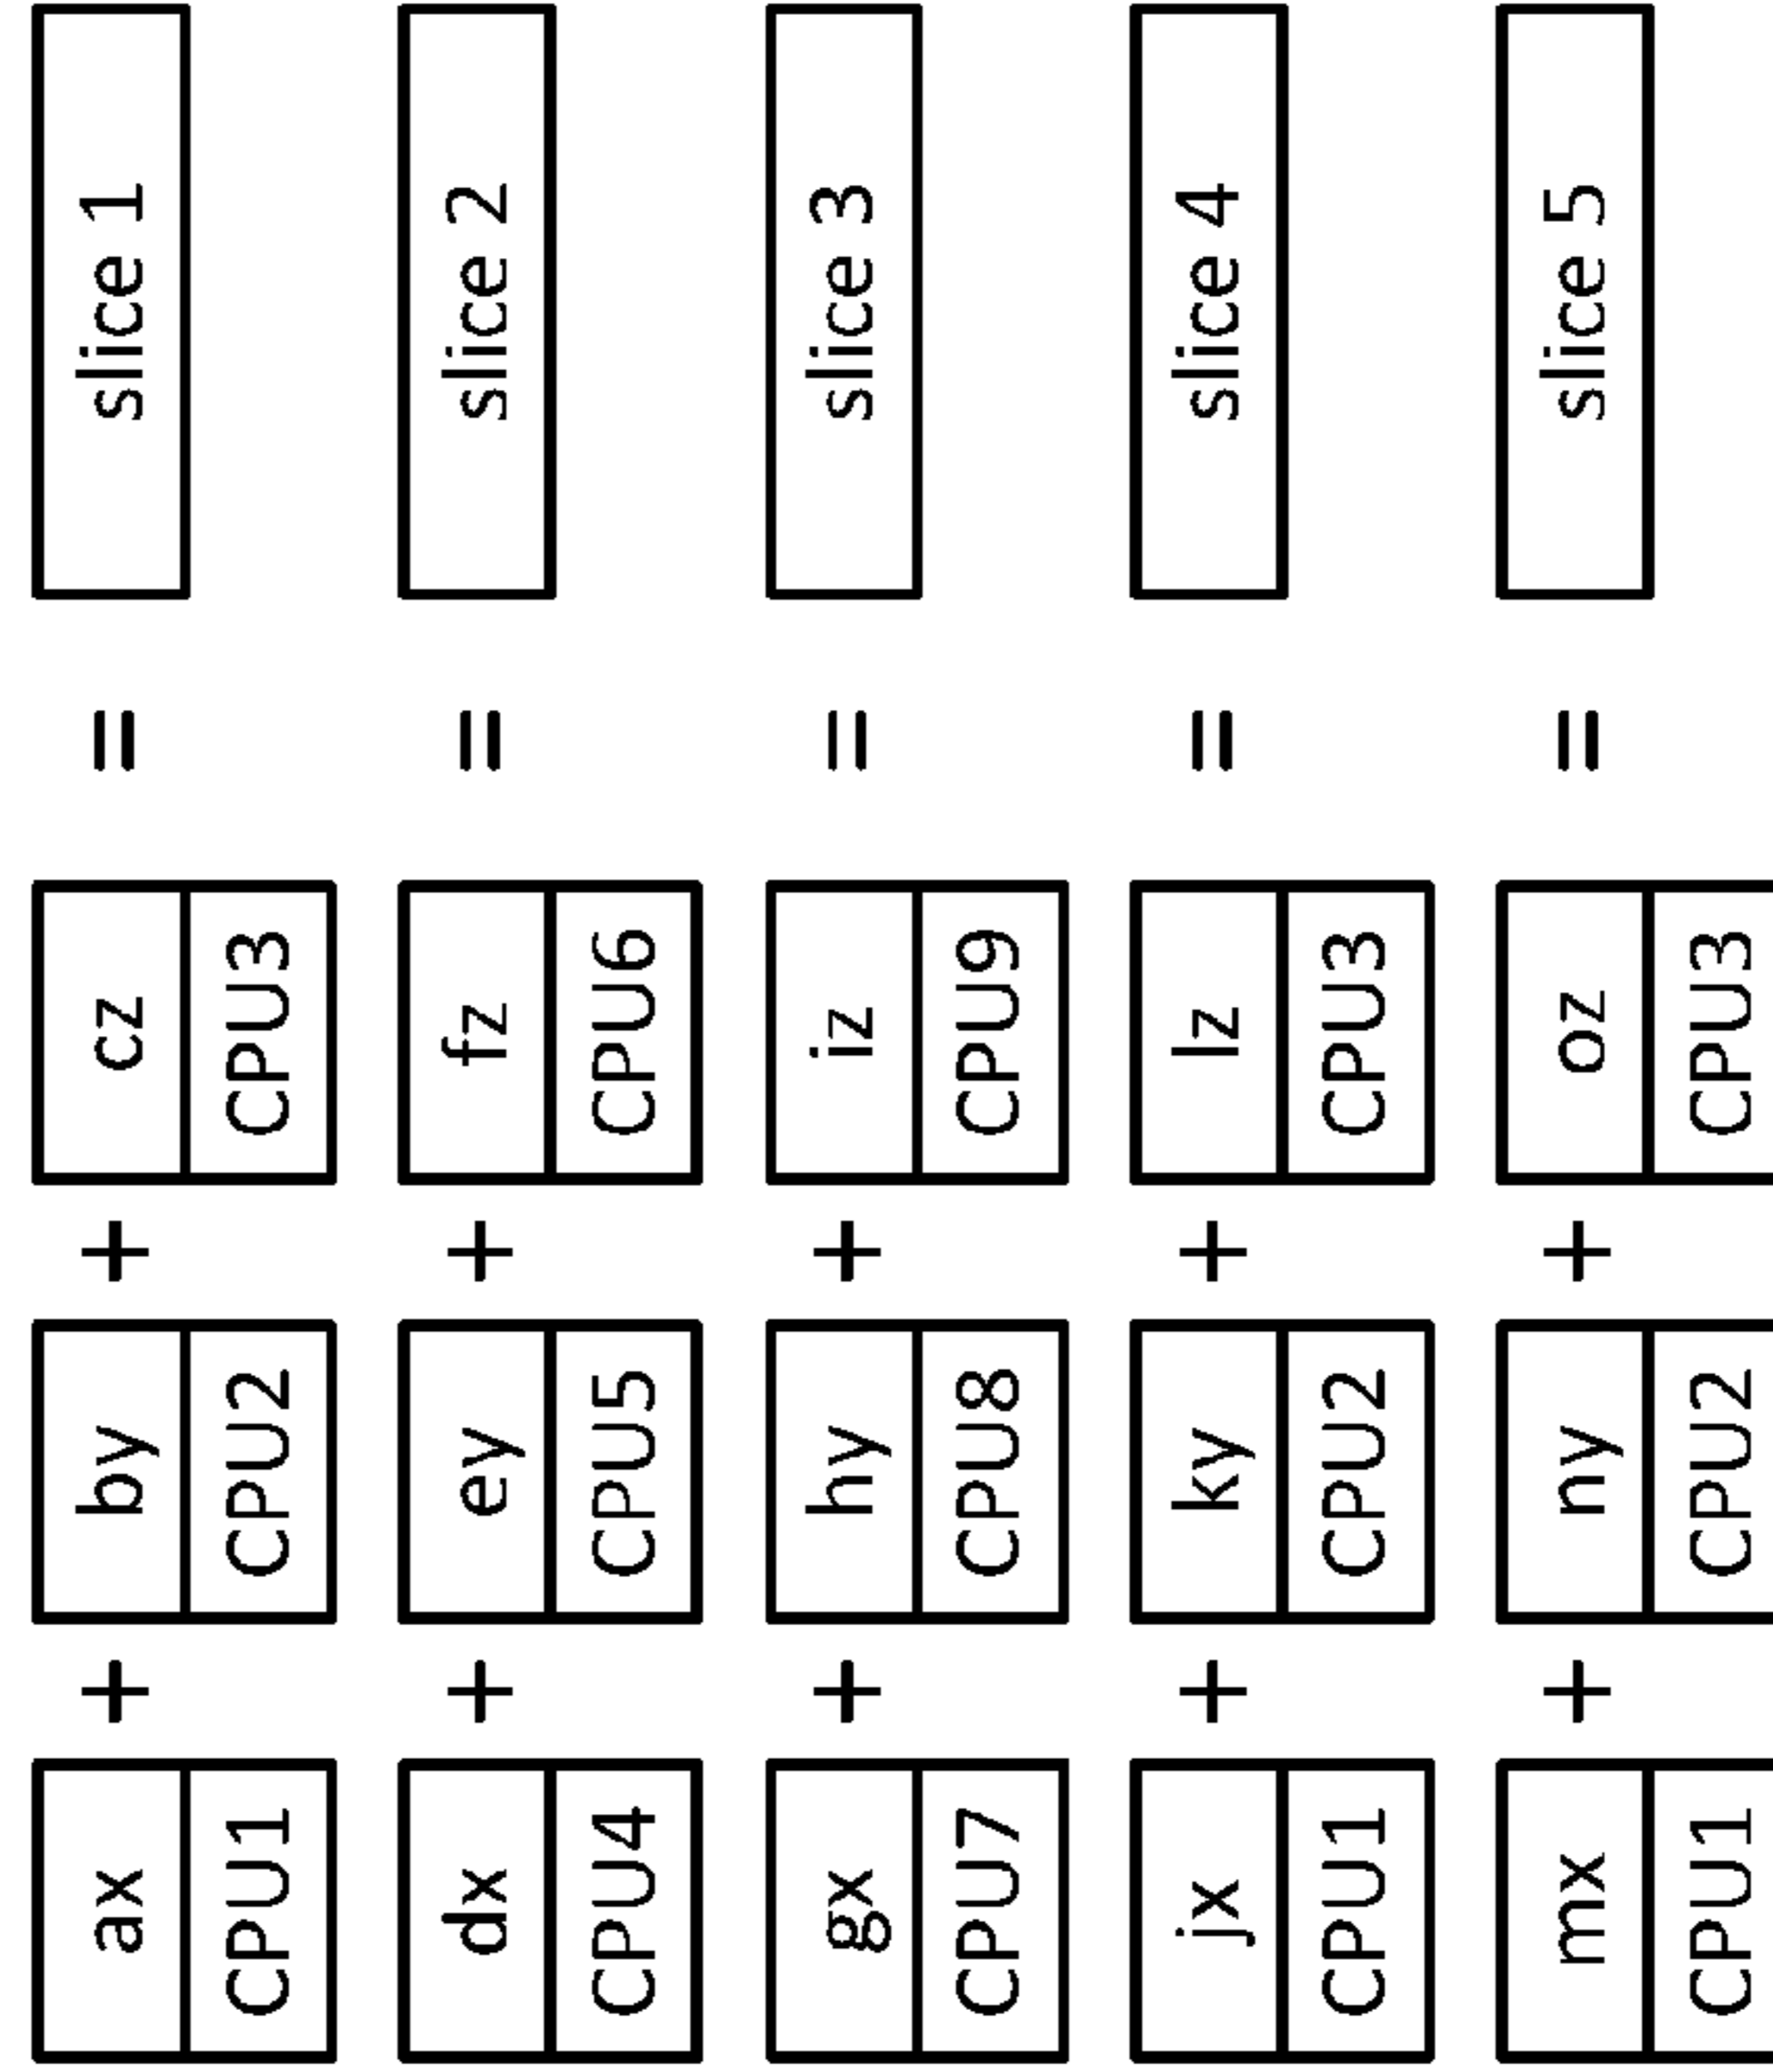 ax + by + cz = slice 1
CPU1 CPU2 CPU3
dx + ey + fz = slice 2
CPU4 CPU5 CPU6
gx + hy + iz = slice 3
CPU7 CPU8 CPU9
jx + ky + lz = slice 4
CPU1 CPU2 CPU3
mx + ny + oz = slice 5
CPU1 CPU2 CPU3